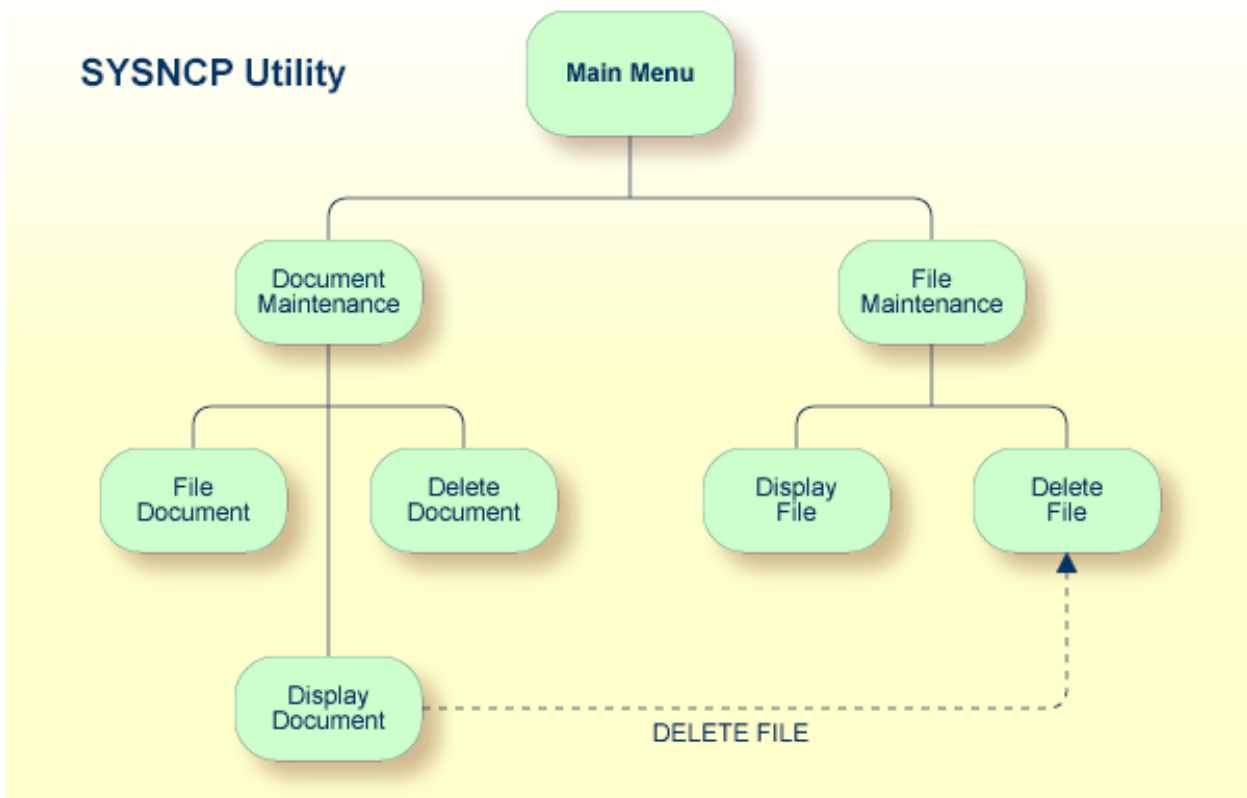 SYSNCP Utility
Main Menu
Document
Maintenance
File
Maintenance
File
Document
Delete
Document
Display
File
Delete
File
Display
Document
DELETE FILE